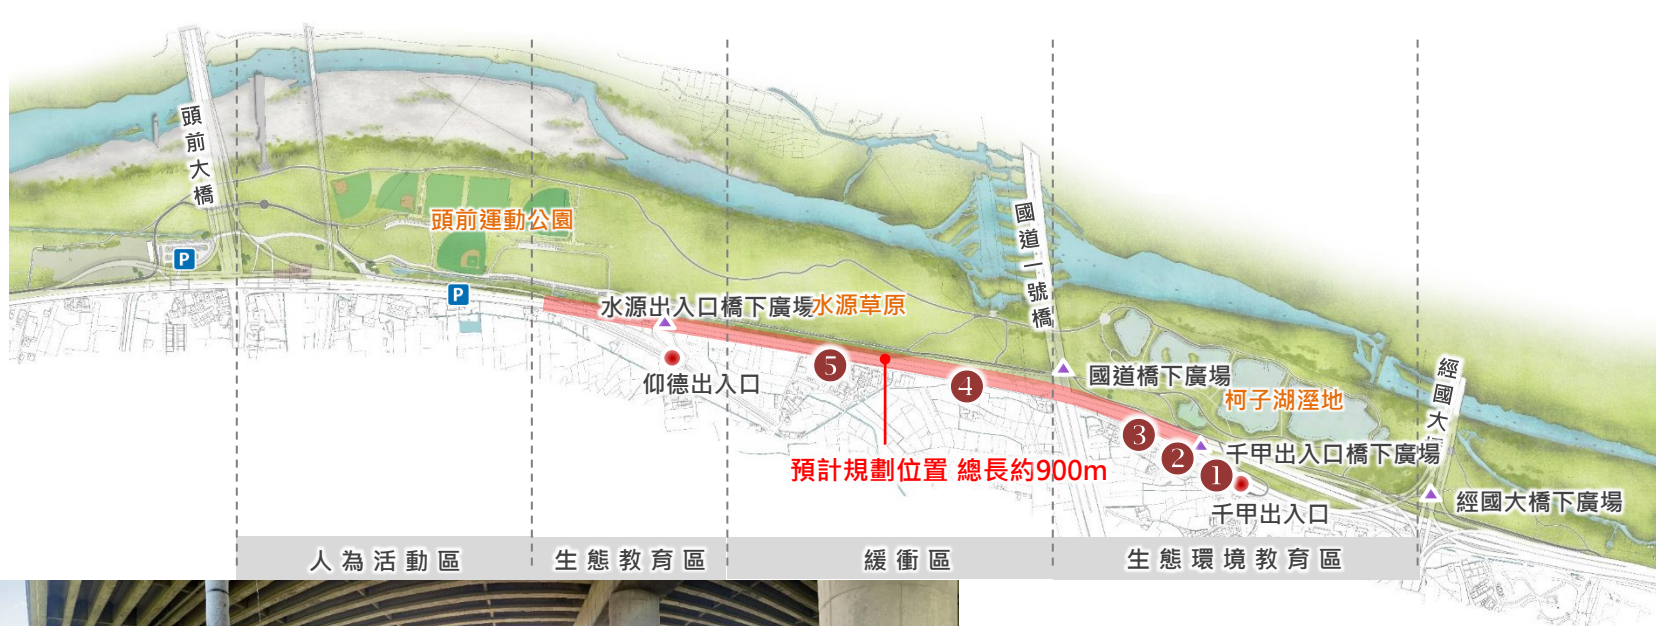 頭前大橋
P
頭前運動公園
P
水源出入口橋下廣場
水源草原
國道一號橋
仰德出入口
5
4
預計規劃位置 總長約900m
國道橋下廣場
柯子湖溼地
經國大
3
2
1
千甲出入口橋下廣場
千甲出入口
經國大橋下廣場
人為活動區
生態教育區
緩衝區
生態環境教育區